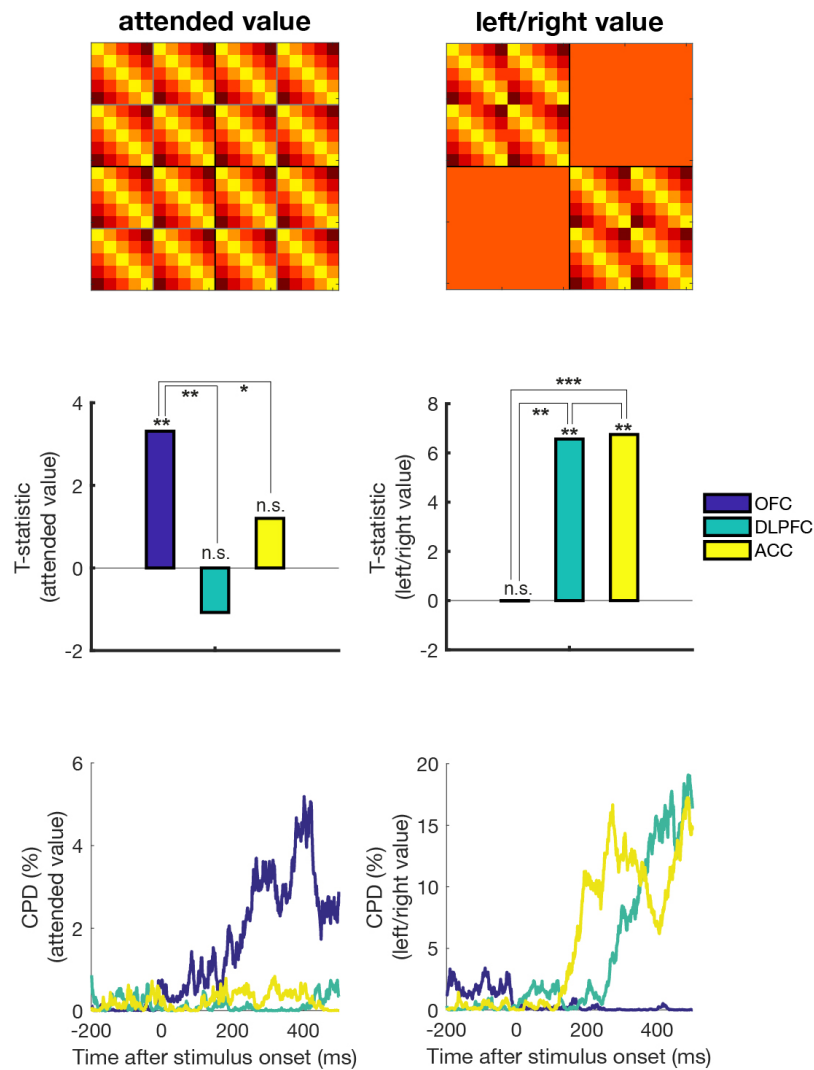 attended value
left/right value
4
2
0
-2
T-statistic
(attended value)
**
**
*
n.s.
n.s.
8
6
4
2
0
-2
T-statistic
(left/right value)
***
**
**
**
n.s.
OFC
DLPFC
ACC
6
4
2
0
CPD (%)
(attended value)
-200 0 200 400
Time after stimulus onset (ms)
20
15
10
5
0
CPD (%)
(left/right value)
-200 0 200 400
Time after stimulus onset (ms)